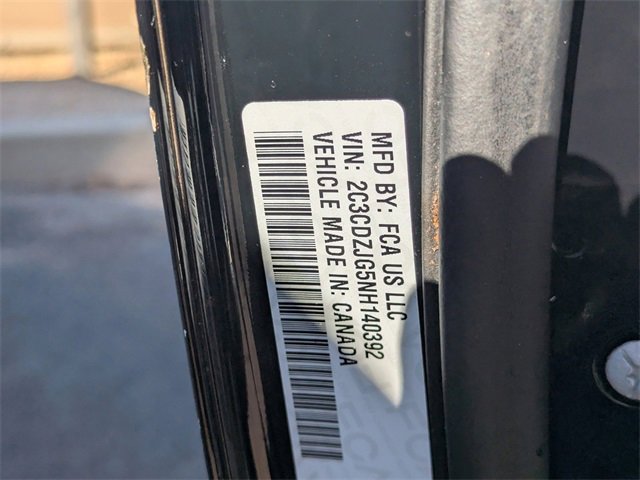 MFD BY: FCA US LLC
VIN: 2C3CDZJG5NH140392
VEHICLE MADE IN: CANADA